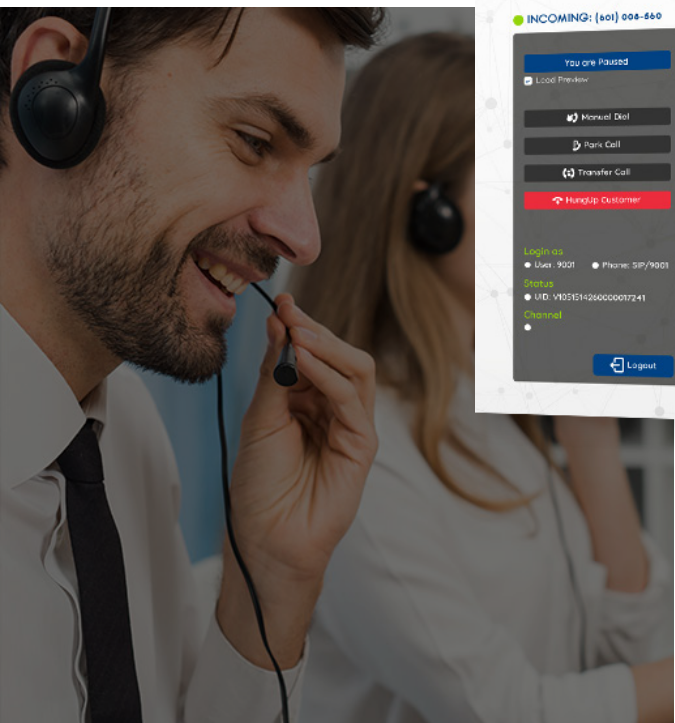 INCOMING: (601) 008-560
You are Paused
Lead Preview
Manuel Dial
Park Call
Transfer Call
HungUp Customer
Login as
User: 9001 Phone: SIP/9001
Status
UID: V1051514260000017241
Channel
Logout